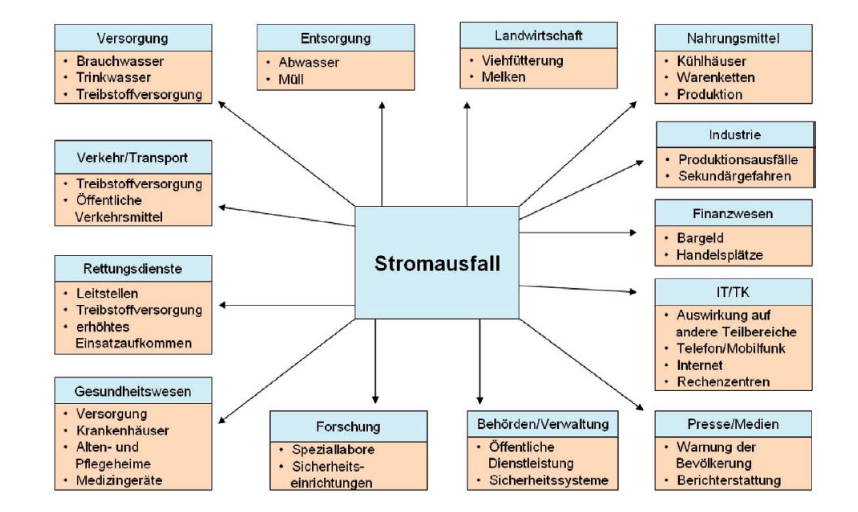 Versorgung
• Brauchwasser
• Trinkwasser
• Treibstoffversorgung
Entsorgung
• Abwasser
• Müll
Landwirtschaft
• Viehfütterung
• Melken
Nahrungsmittel
• Kühlhäuser
• Warenketten
• Produktion
Verkehr/Transport
• Treibstoffversorgung
• Öffentliche
Verkehrsmittel
Industrie
• Produktionsausfälle
• Sekundärgefahren
Stromausfall
Finanzwesen
• Bargeld
• Handelsplätze
Rettungsdienste
• Leitstellen
• Treibstoffversorgung
• erhöhtes
Einsatzaufkommen
IT/TK
• Auswirkung auf
andere Teilbereiche
• Telefon/Mobilfunk
• Internet
• Rechenzentren
Gesundheitswesen
• Versorgung
• Krankenhäuser
• Alten- und
Pflegeheime
• Medizingeräte
Forschung
• Speziallabore
• Sicherheits-
einrichtungen
Behörden/Verwaltung
• Öffentliche
Dienstleistung
• Sicherheitssysteme
Presse/Medien
• Warnung der
Bevölkerung
• Berichterstattung